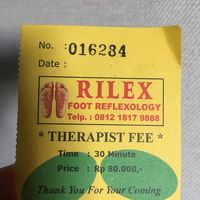 No. : 016284
Date :
RILEX
FOOT REFLEXOLOGY
Telp. : 0812 1817 9888
* THERAPIST FEE *
Time : 30 Minute
Price : Rp 80.000,-
Thank You For Your Coming